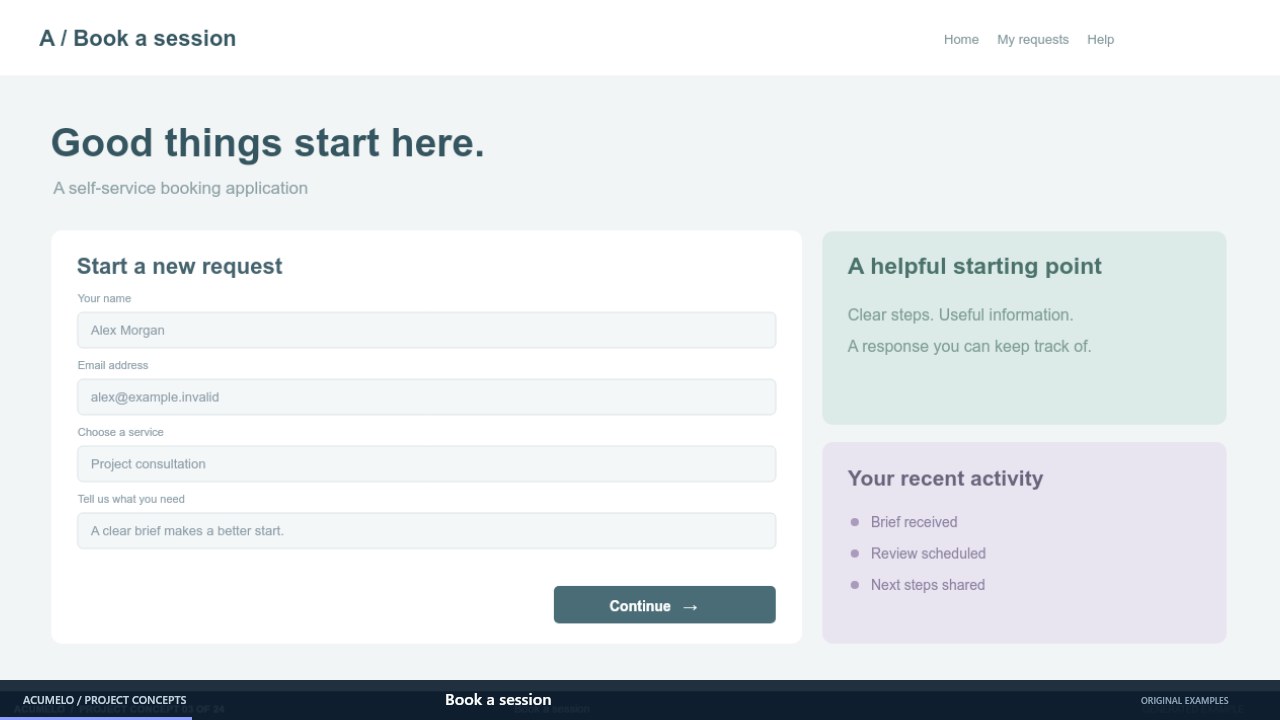 A / Book a session
Home My requests Help
Good things start here.
A self-service booking application
Start a new request
Your name
Alex Morgan
Email address
alex@example.invalid
Choose a service
Project consultation
Tell us what you need
A clear brief makes a better start.
Continue →
A helpful starting point
Clear steps. Useful information.
A response you can keep track of.
Your recent activity
Brief received
Review scheduled
Next steps shared
ACUMELO / PROJECT CONCEPTS
Book a session
ORIGINAL EXAMPLES